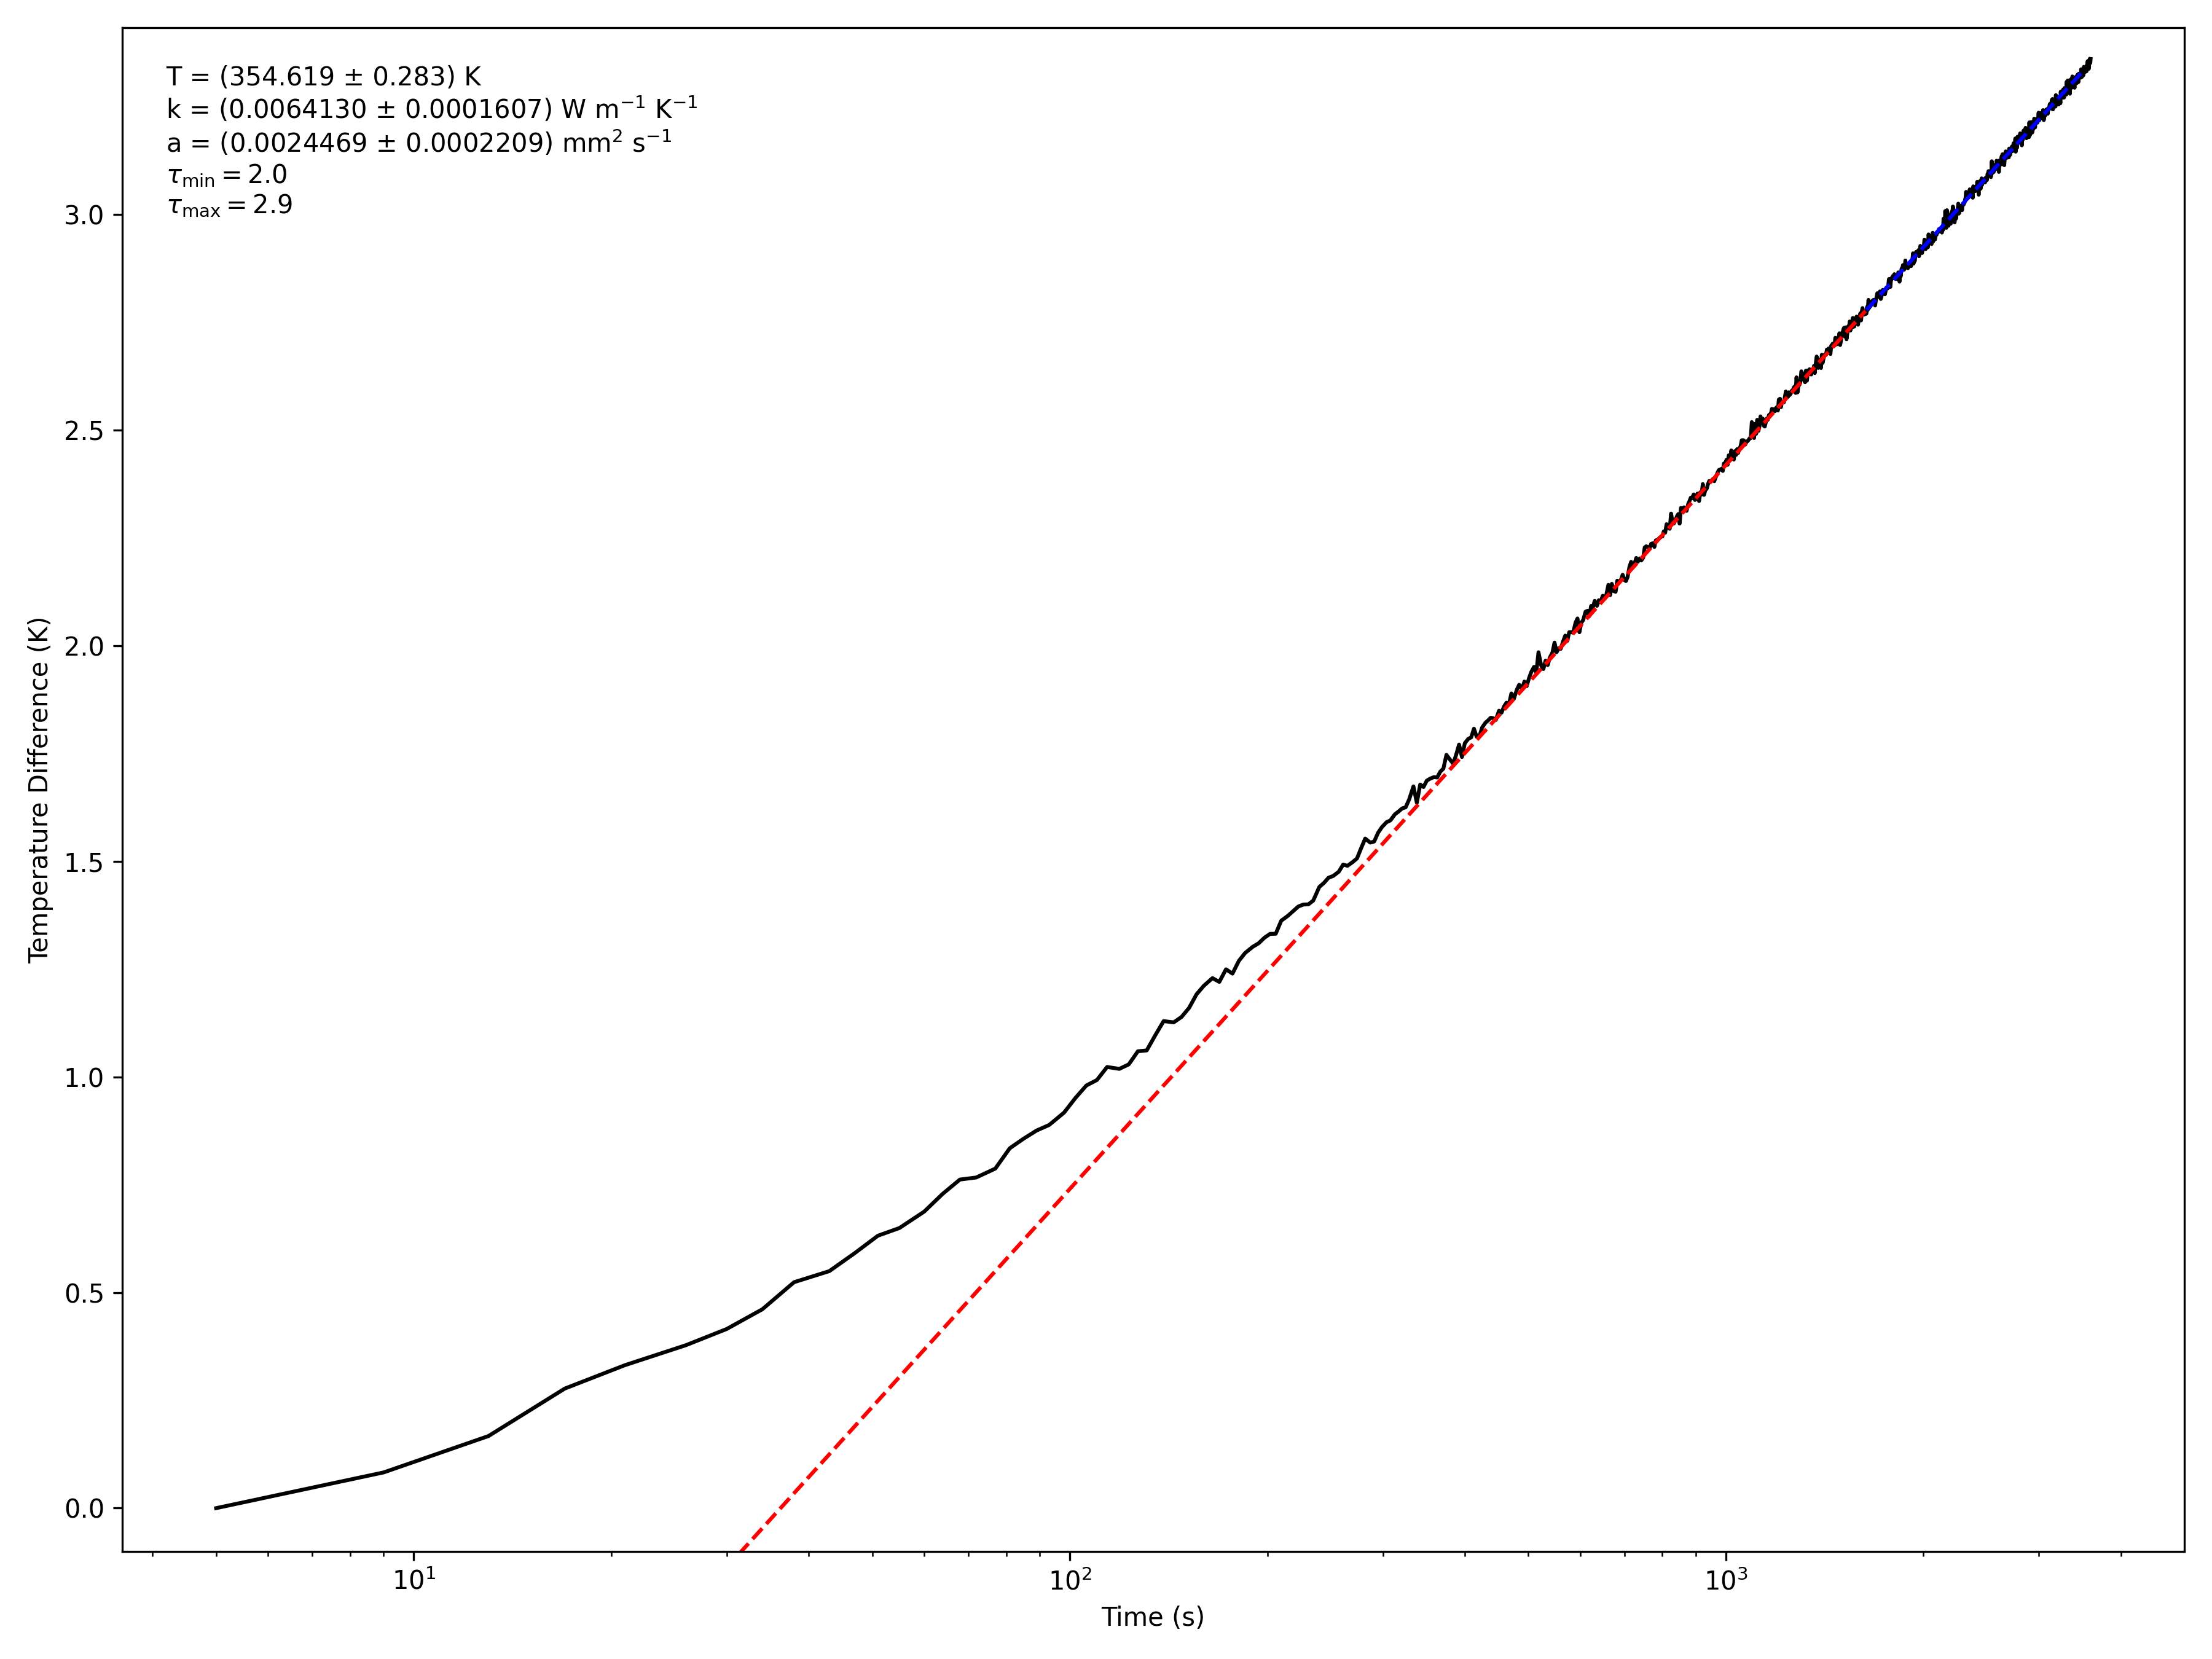 T = (354.619 ± 0.283) K
k = (0.0064130 ± 0.0001607) W m⁻¹ K⁻¹
a = (0.0024469 ± 0.0002209) mm² s⁻¹
τmin = 2.0
τmax = 2.9
3.0
2.5
2.0
1.5
1.0
0.5
0.0
Temperature Difference (K)
10¹
10²
10³
Time (s)